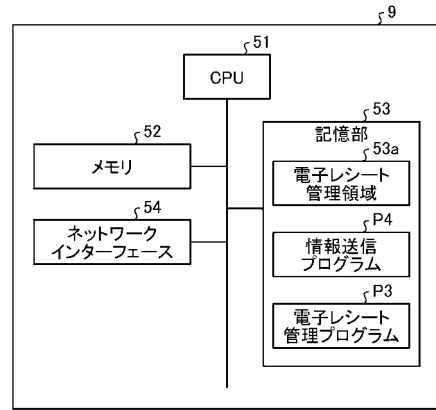 9
51
CPU
52
メモリ
54
ネットワーク
インターフェース
53
記憶部
53a
電子レシート
管理領域
P4
情報送信
プログラム
P3
電子レシート
管理プログラム